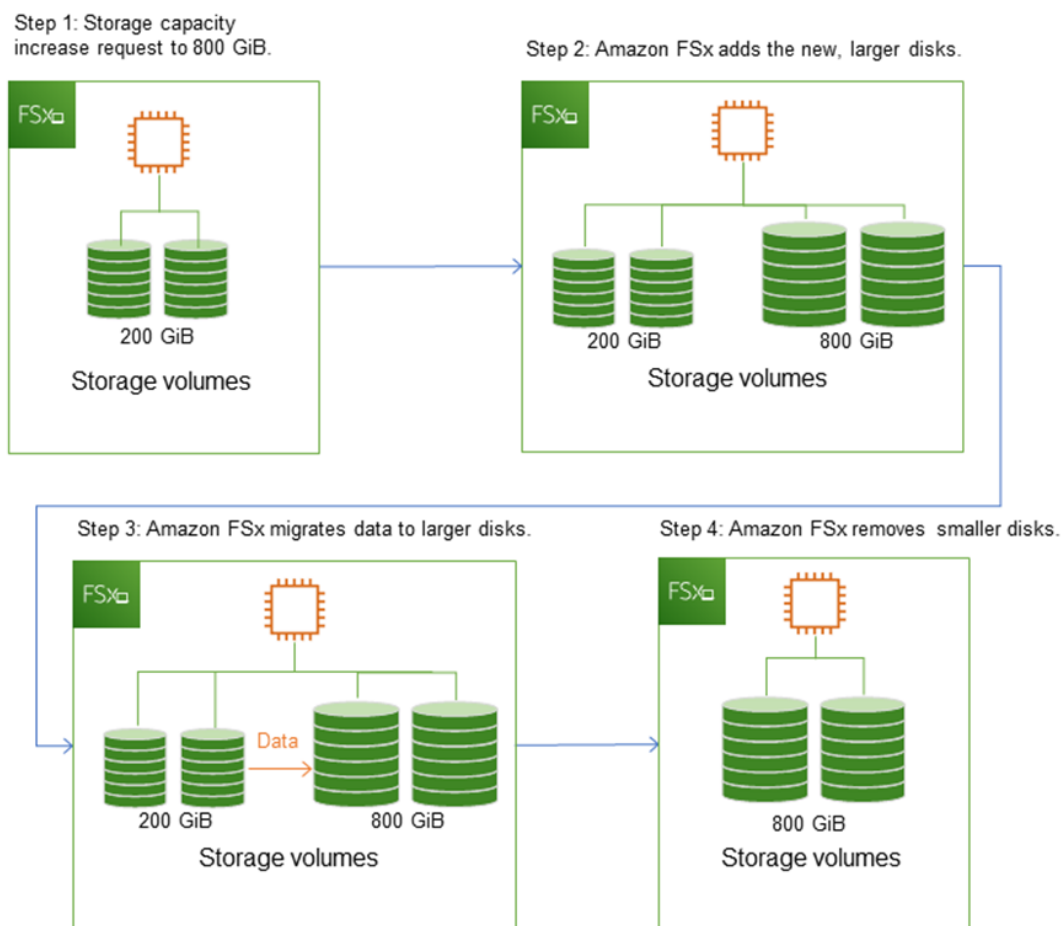 Step 1: Storage capacity
increase request to 800 GiB.
FSx
200 GiB
Storage volumes
Step 2: Amazon FSx adds the new, larger disks.
FSx
200 GiB
800 GiB
Storage volumes
Step 3: Amazon FSx migrates data to larger disks.
FSx
Data
200 GiB
800 GiB
Storage volumes
Step 4: Amazon FSx removes smaller disks.
FSx
800 GiB
Storage volumes